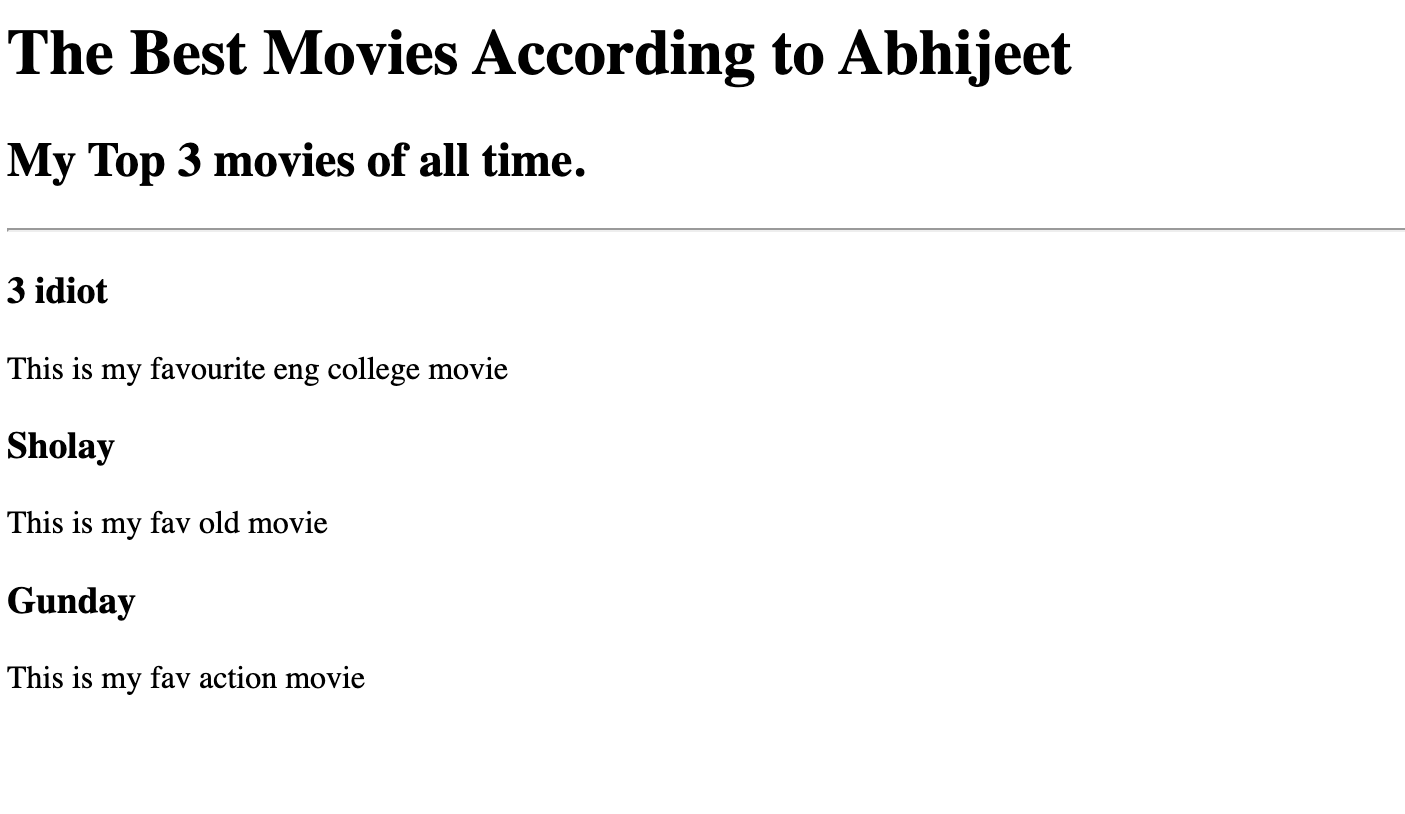 The Best Movies According to Abhijeet
My Top 3 movies of all time.
3 idiot
This is my favourite eng college movie
Sholay
This is my fav old movie
Gunday
This is my fav action movie